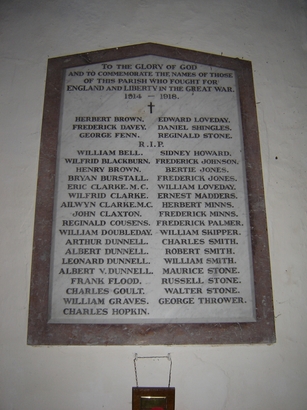 TO THE GLORY OF GOD
AND TO COMMEMORATE THE NAMES OF THOSE
OF THIS PARISH WHO FOUGHT FOR
ENGLAND AND LIBERTY IN THE GREAT WAR.
1914 — 1918.
HERBERT BROWN. EDWARD LOVEDAY.
FREDERICK DAVEY. DANIEL SHINGLES.
GEORGE FENN. REGINALD STONE.
R.I.P.
WILLIAM BELL. SIDNEY HOWARD.
WILFRID BLACKBURN. FREDERICK JOHNSON.
HENRY BROWN. BERTIE JONES.
BRYAN BURSTALL. FREDERICK JONES.
ERIC CLARKE. M.C. WILLIAM LOVEDAY.
WILFRID CLARKE. ERNEST MADDERS.
AILWYN CLARKE. M.C. HERBERT MINNS.
JOHN CLAXTON. FREDERICK MINNS.
REGINALD COUSENS. FREDERICK PALMER.
WILLIAM DOUBLEDAY. WILLIAM SKIPPER.
ARTHUR DUNNELL. CHARLES SMITH.
ALBERT DUNNELL. ROBERT SMITH.
LEONARD DUNNELL. WILLIAM SMITH.
ALBERT V. DUNNELL. MAURICE STONE.
FRANK FLOOD. RUSSELL STONE.
CHARLES GOULT. WALTER STONE.
WILLIAM GRAVES. GEORGE THROWER.
CHARLES HOPKIN.